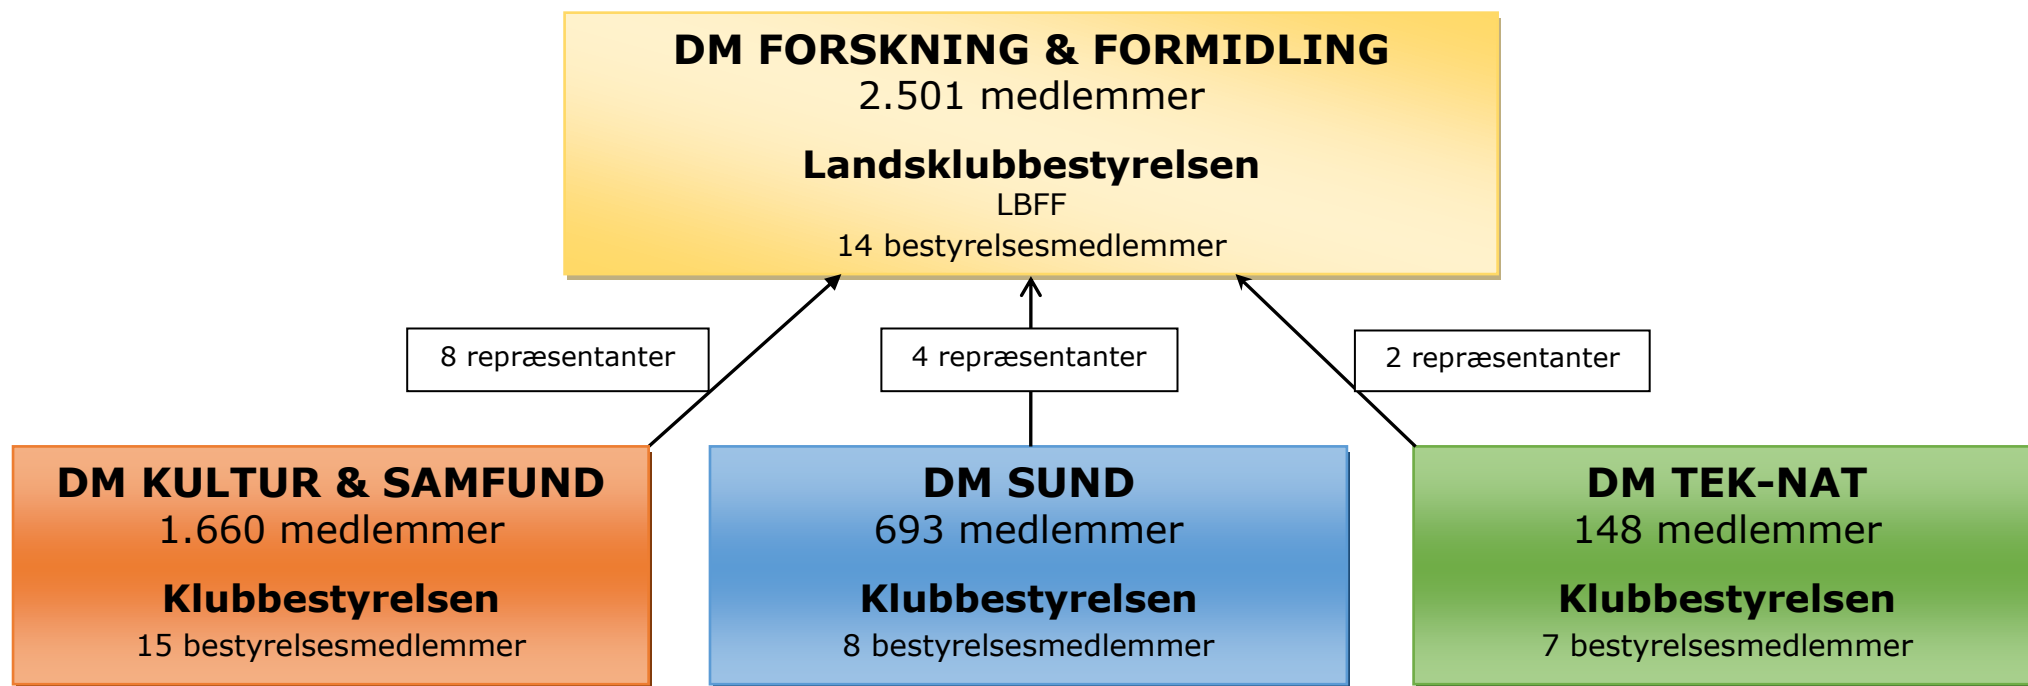 DM FORSKNING & FORMIDLING
2.501 medlemmer
Landsklubbestyrelsen
LBFF
14 bestyrelsesmedlemmer
8 repræsentanter
4 repræsentanter
2 repræsentanter
DM KULTUR & SAMFUND
1.660 medlemmer
Klubbestyrelsen
15 bestyrelsesmedlemmer
DM SUND
693 medlemmer
Klubbestyrelsen
8 bestyrelsesmedlemmer
DM TEK-NAT
148 medlemmer
Klubbestyrelsen
7 bestyrelsesmedlemmer